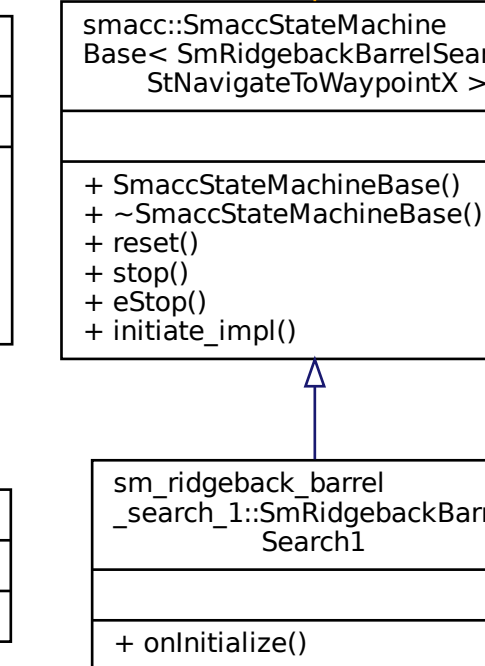 smacc::SmaccStateMachine
Base< SmRidgebackBarrelSear
StNavigateToWaypointX >
+ SmaccStateMachineBase()
+ ~SmaccStateMachineBase()
+ reset()
+ stop()
+ eStop()
+ initiate_impl()
sm_ridgeback_barrel
_search_1::SmRidgebackBarr
Search1
+ onInitialize()